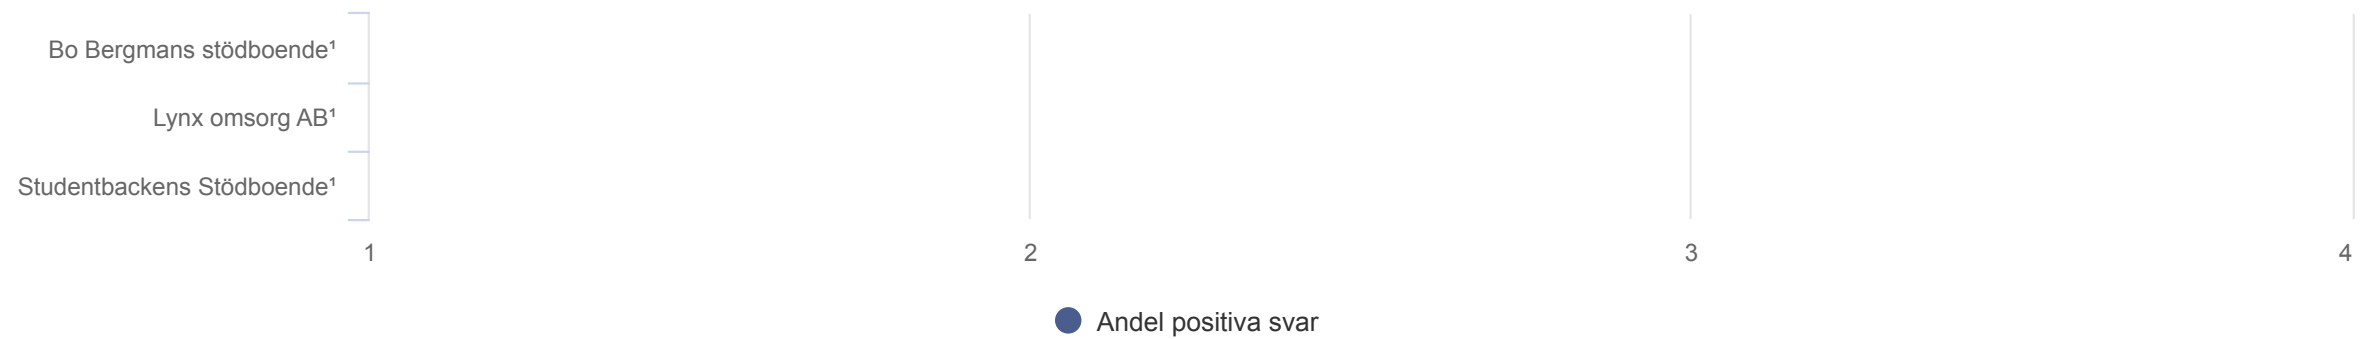 Bo Bergmans stödboende¹
Lynx omsorg AB¹
Studentbackens Stödboende¹
1 2 3 4
Andel positiva svar